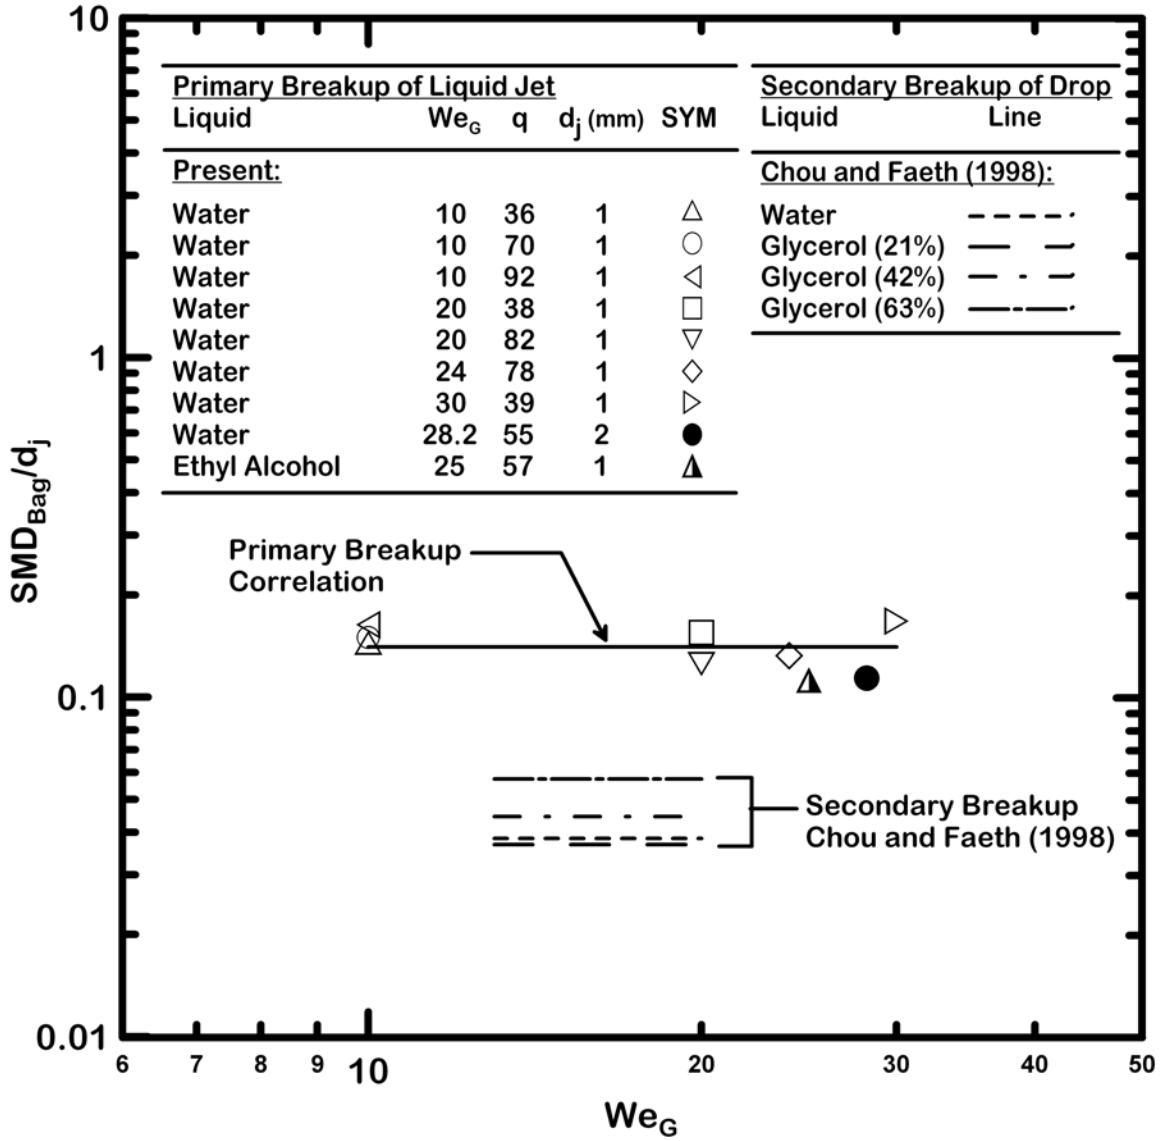 10
1
0.1
0.01
SMD_Bag/d_j
Primary Breakup of Liquid Jet
Liquid We_G q d_j (mm) SYM
Present:
Water 10 36 1
Water 10 70 1
Water 10 92 1
Water 20 38 1
Water 20 82 1
Water 24 78 1
Water 30 39 1
Water 28.2 55 2
Ethyl Alcohol 25 57 1
Secondary Breakup of Drop
Liquid Line
Chou and Faeth (1998):
Water
Glycerol (21%)
Glycerol (42%)
Glycerol (63%)
Primary Breakup
Correlation
Secondary Breakup
Chou and Faeth (1998)
6 7 8 9 10 20 30 40 50
We_G